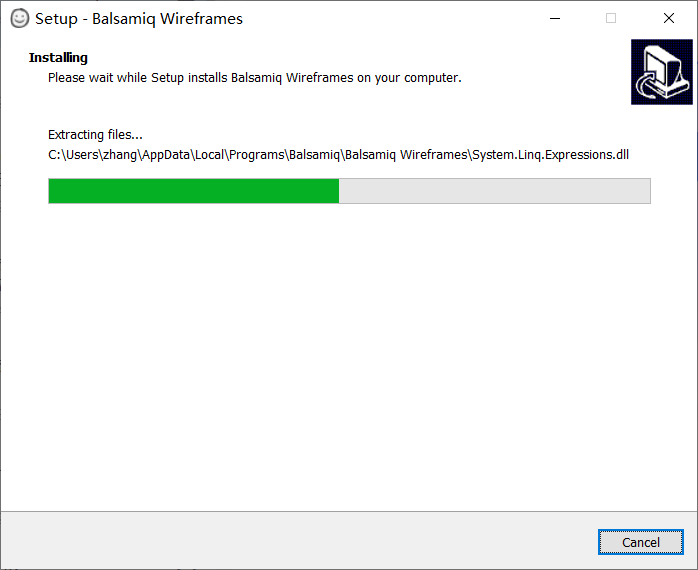 Setup - Balsamiq Wireframes
Installing
Please wait while Setup installs Balsamiq Wireframes on your computer.
Extracting files...
C:\Users\zhang\AppData\Local\Programs\Balsamiq\Balsamiq Wireframes\System.Linq.Expressions.dll
Cancel